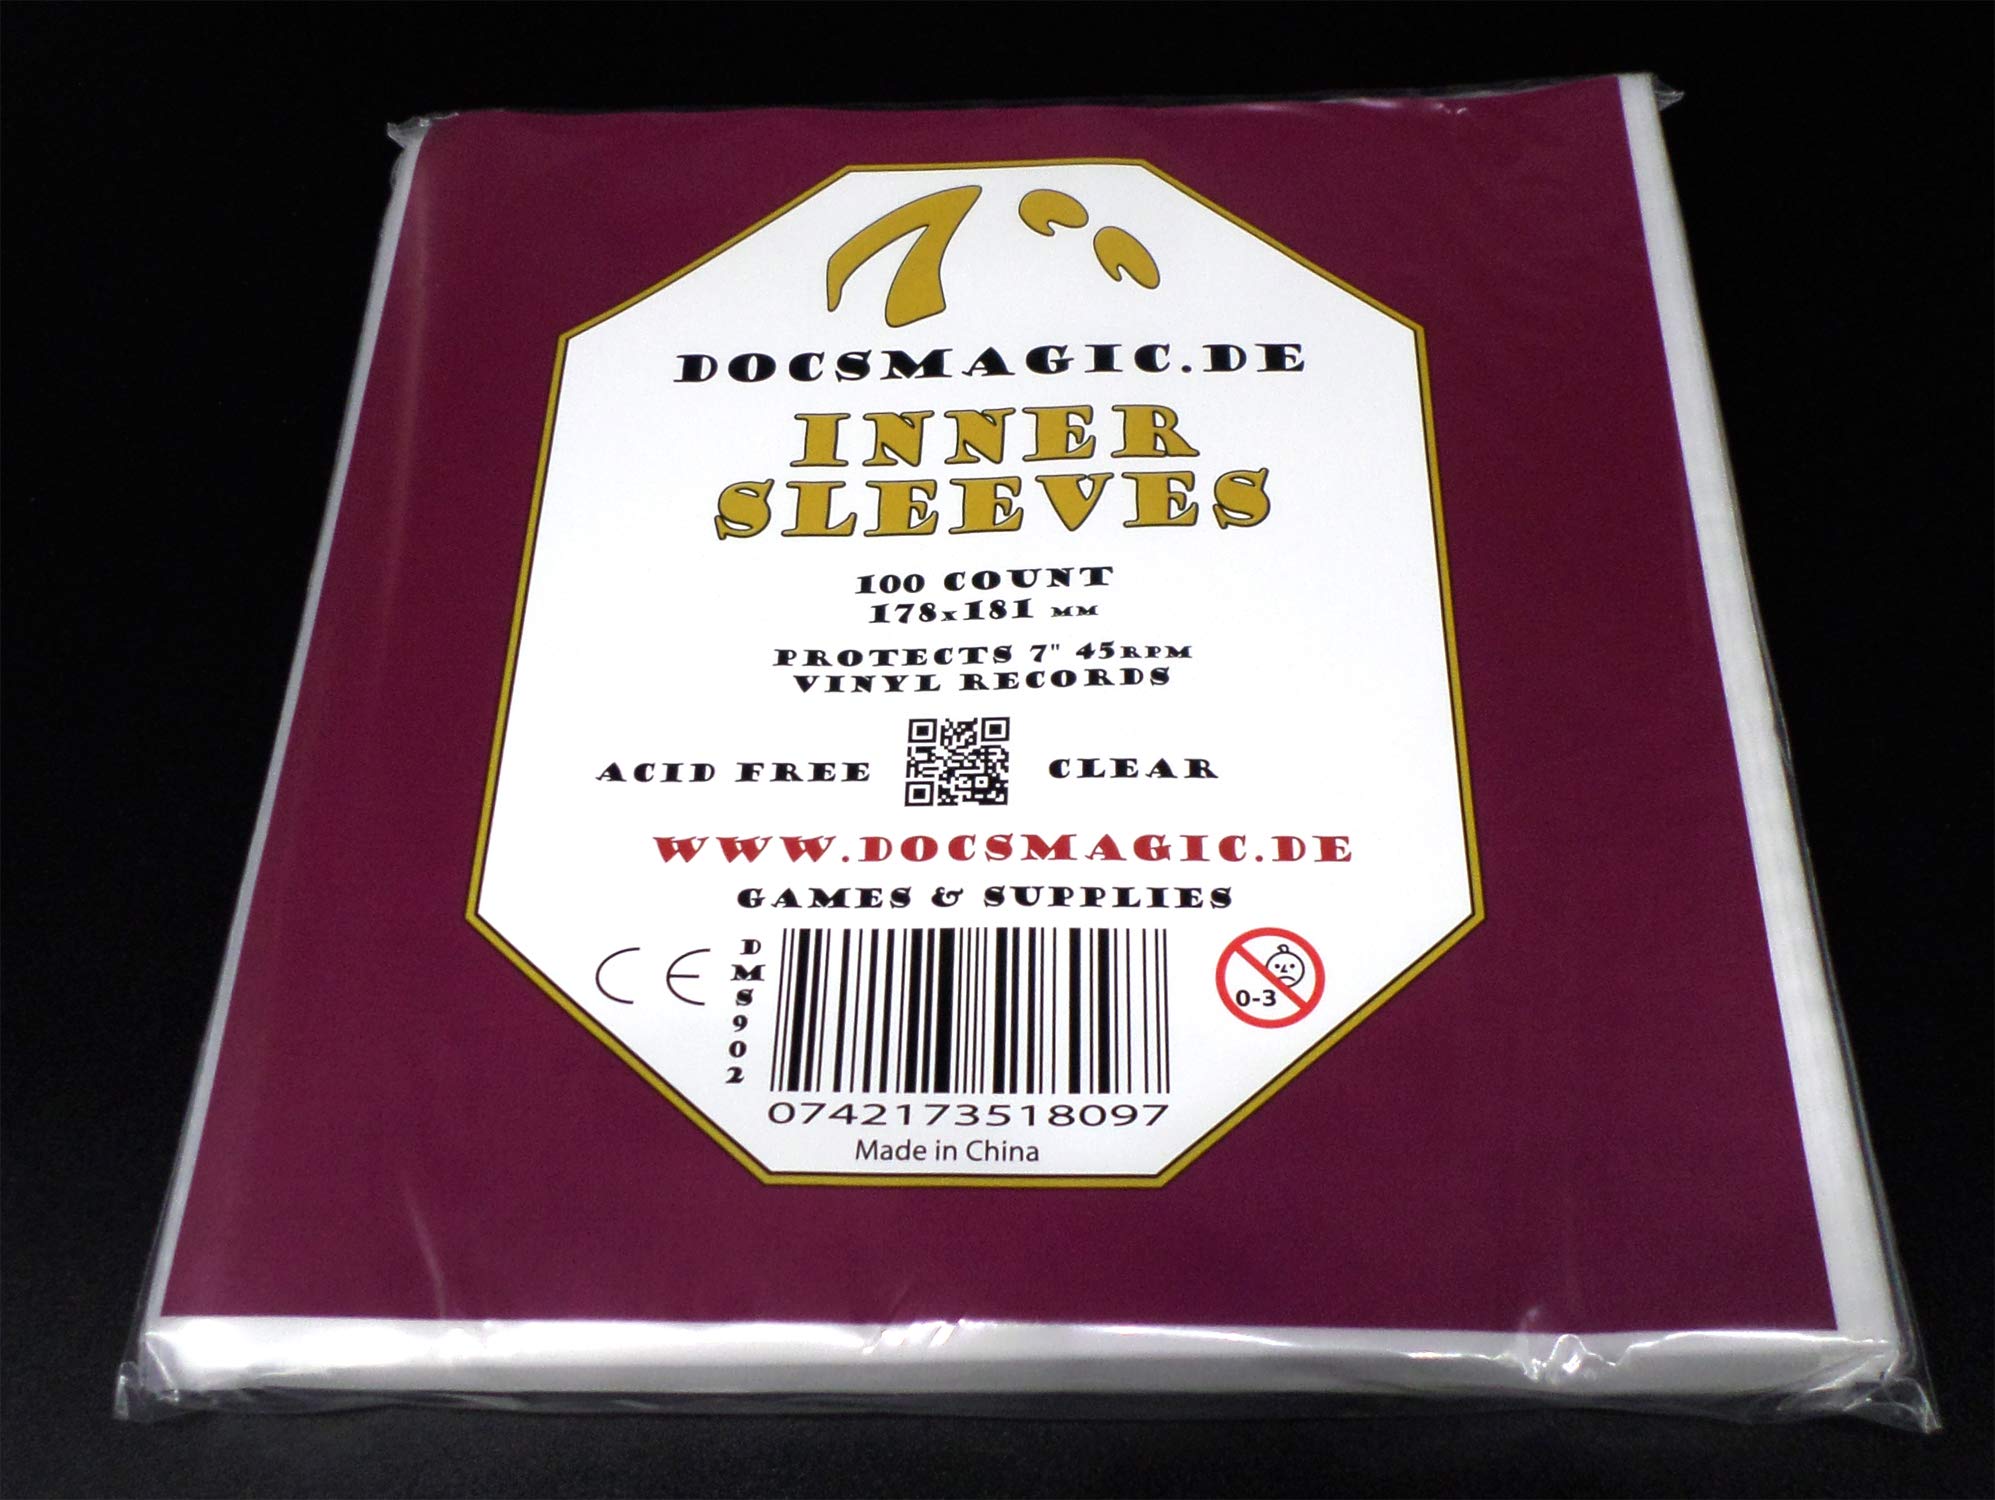 7"
DOCSMAGIC.DE
INNER
SLEEVES
100 COUNT
178x181 MM
PROTECTS 7" 45RPM
VINYL RECORDS
ACID FREE
CLEAR
WWW.DOCSMAGIC.DE
GAMES & SUPPLIES
CE
DMS902
0-3
0742173518097
Made in China